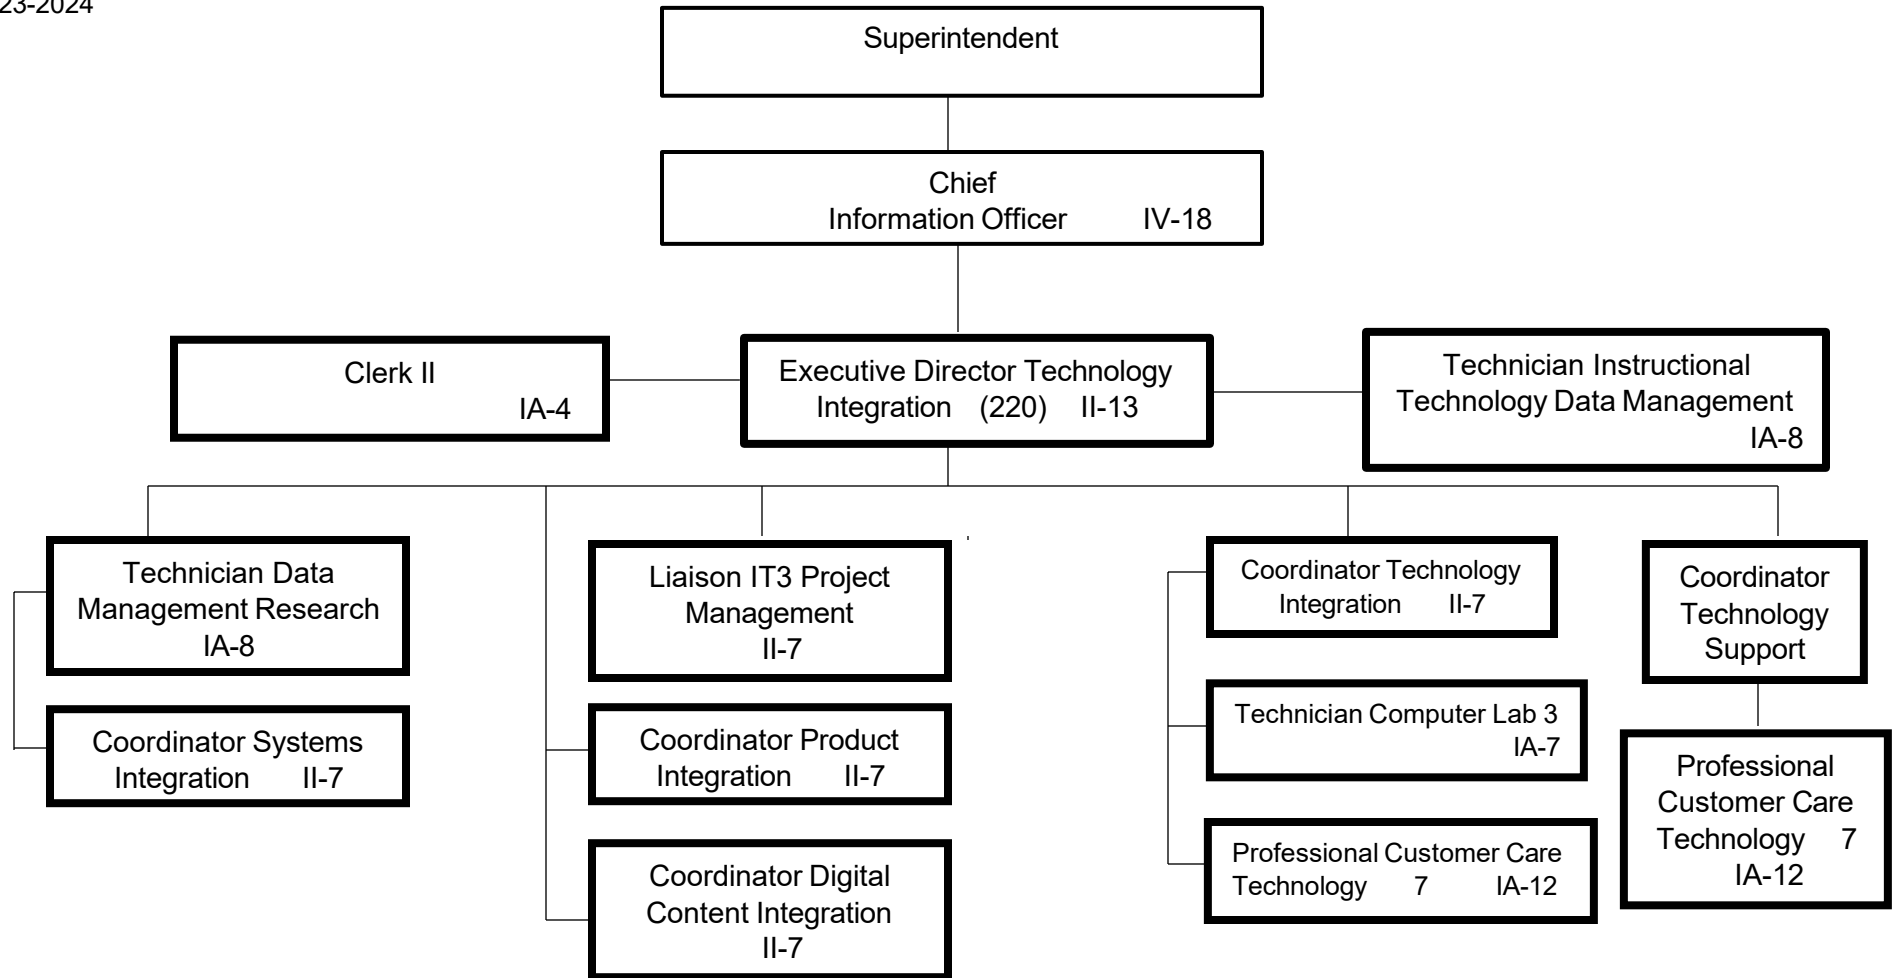 23-2024
Superintendent
Chief
Information Officer IV-18
Clerk II
IA-4
Executive Director Technology
Integration (220) II-13
Technician Instructional
Technology Data Management
IA-8
Technician Data
Management Research
IA-8
Coordinator Systems
Integration II-7
Liaison IT3 Project
Management
II-7
Coordinator Product
Integration II-7
Coordinator Digital
Content Integration
II-7
Coordinator Technology
Integration II-7
Technician Computer Lab 3
IA-7
Professional Customer Care
Technology 7 IA-12
Coordinator
Technology
Support
Professional
Customer Care
Technology 7
IA-12